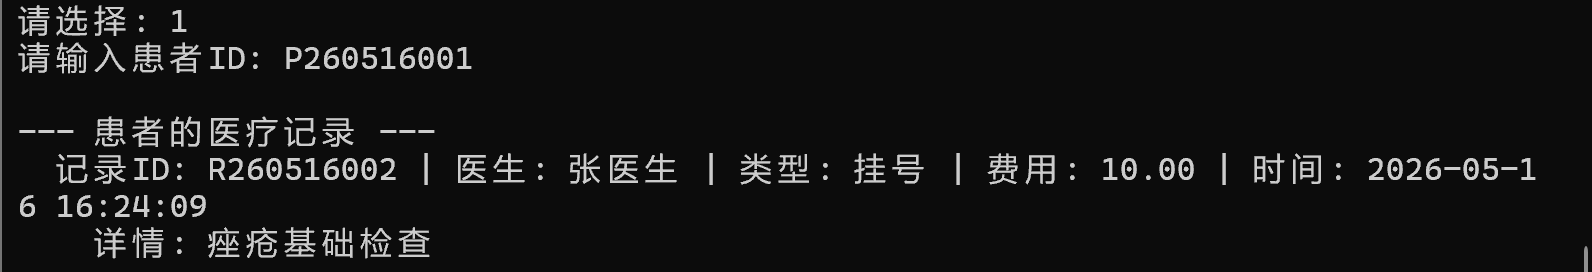 请选择: 1
请输入患者ID: P260516001
--- 患者的医疗记录 ---
记录ID: R260516002 | 医生: 张医生 | 类型: 挂号 | 费用: 10.00 | 时间: 2026-05-1
6 16:24:09
详情: 痤疮基础检查